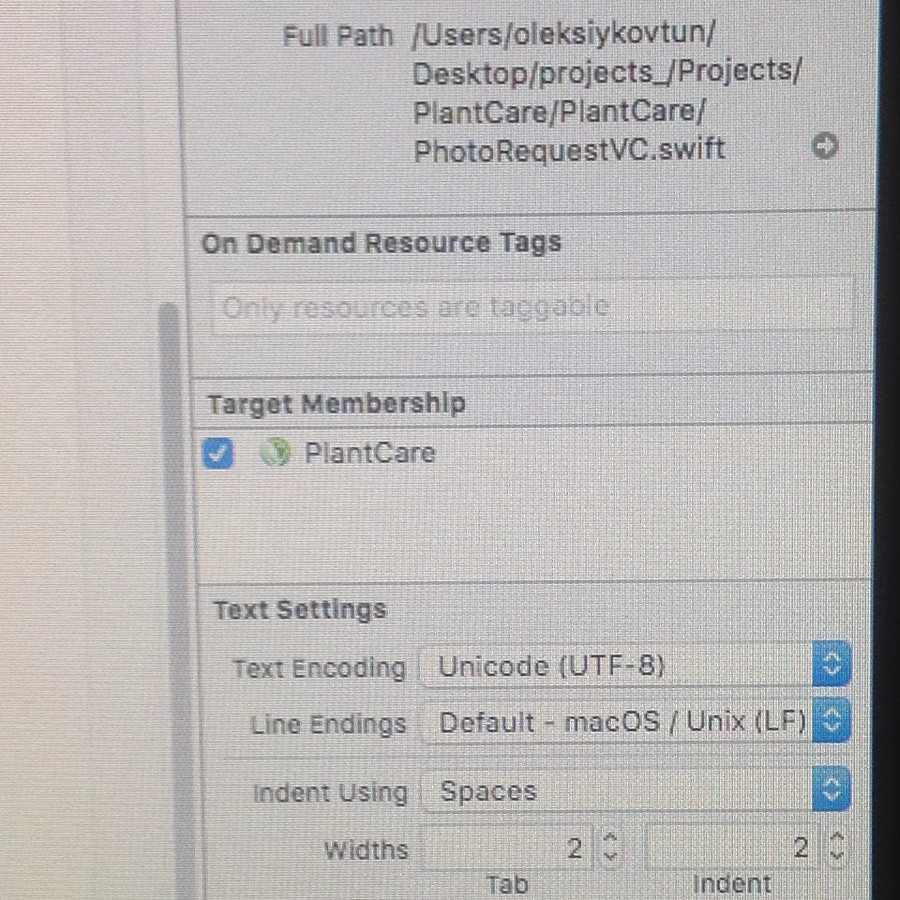 Full Path /Users/oleksiykovtun/
Desktop/projects_/Projects/
PlantCare/PlantCare/
PhotoRequestVC.swift
On Demand Resource Tags
Only resources are taggable
Target Membership
PlantCare
Text Settings
Text Encoding Unicode (UTF-8)
Line Endings Default - macOS / Unix (LF)
Indent Using Spaces
Widths 2 2
Tab Indent